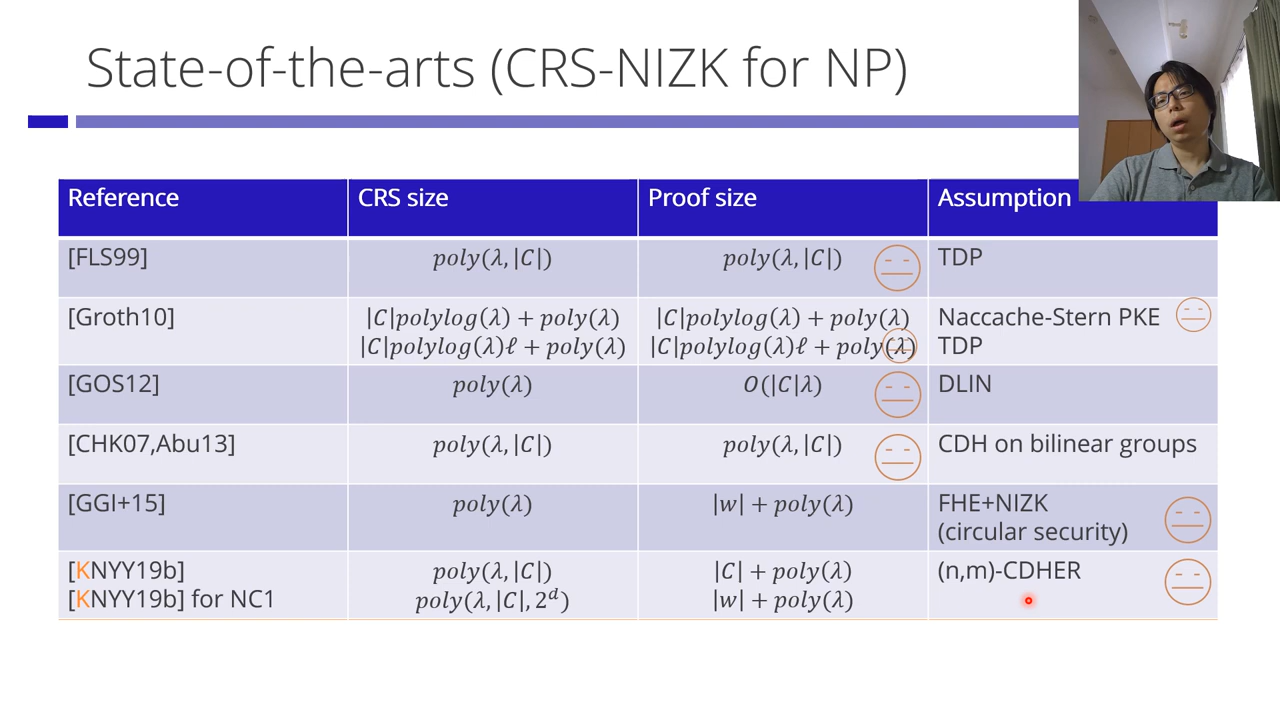 State-of-the-arts (CRS-NIZK for NP)
Reference CRS size Proof size Assumption
[FLS99] poly(λ,|C|) poly(λ,|C|) TDP
[Groth10] |C|polylog(λ) + poly(λ) |C|polylog(λ) + poly(λ) Naccache-Stern PKE
|C|polylog(λ)ℓ + poly(λ) |C|polylog(λ)ℓ + poly(λ) TDP
[GOS12] poly(λ) O(|C|λ) DLIN
[CHK07,Abu13] poly(λ,|C|) poly(λ,|C|) CDH on bilinear groups
[GGI+15] poly(λ) |w| + poly(λ) FHE+NIZK
(circular security)
[KNYY19b] poly(λ,|C|) |C| + poly(λ) (n,m)-CDHER
[KNYY19b] for NC1 poly(λ,|C|,2^d) |w| + poly(λ)